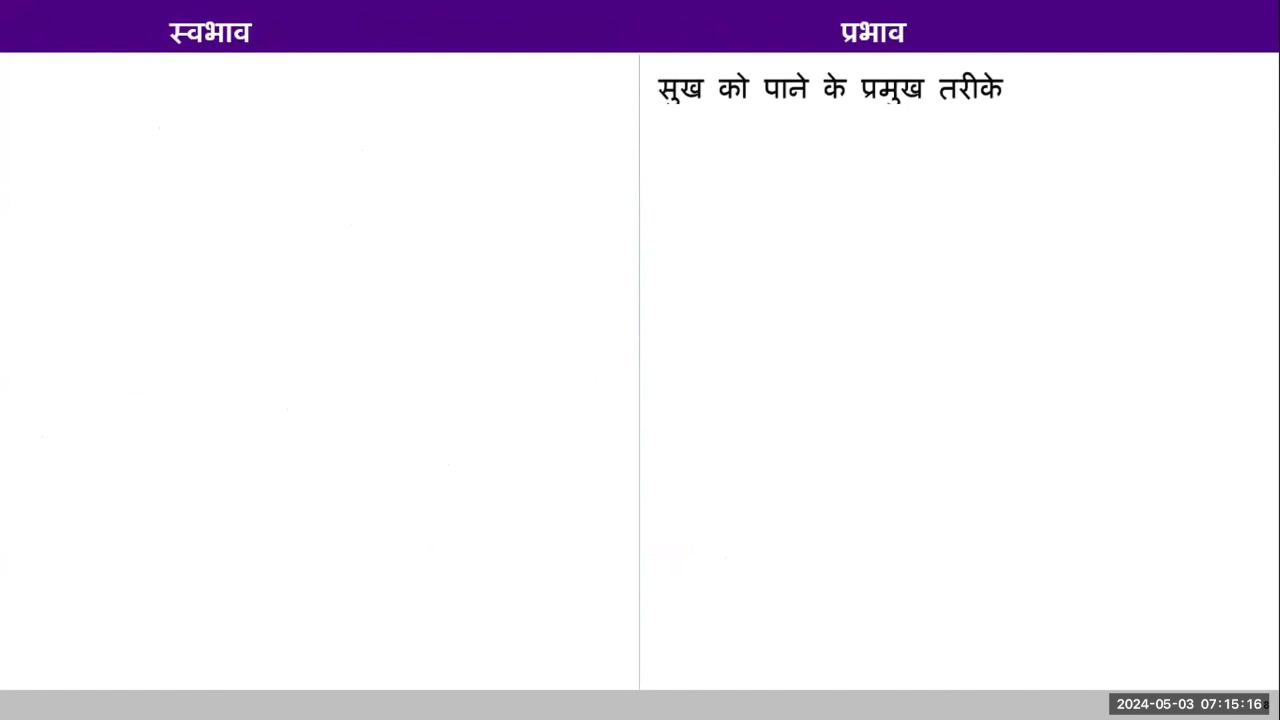 स्वभाव
प्रभाव
सुख को पाने के प्रमुख तरीके
2024-05-03 07:15:16